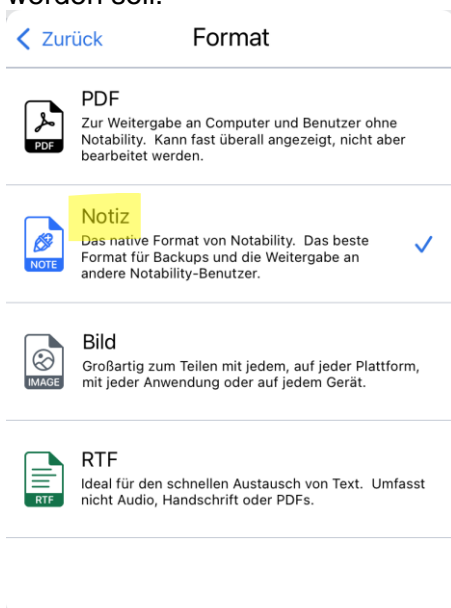 werden soll.
Zurück Format
PDF
Zur Weitergabe an Computer und Benutzer ohne
Notability. Kann fast überall angezeigt, nicht aber
bearbeitet werden.
PDF
Notiz
Das native Format von Notability. Das beste
Format für Backups und die Weitergabe an
andere Notability-Benutzer.
NOTE
Bild
Großartig zum Teilen mit jedem, auf jeder Plattform,
mit jeder Anwendung oder auf jedem Gerät.
IMAGE
RTF
Ideal für den schnellen Austausch von Text. Umfasst
nicht Audio, Handschrift oder PDFs.
RTF